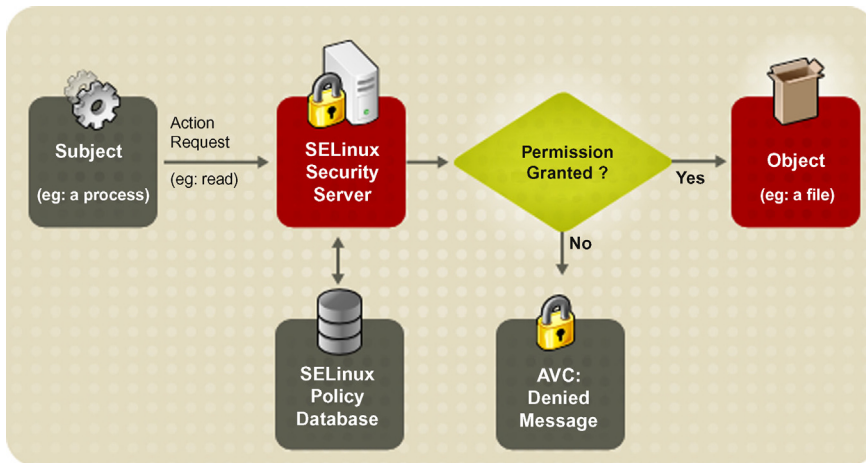 Subject
(eg: a process)
Action
Request
(eg: read)
SELinux
Security
Server
Permission
Granted ?
Yes
Object
(eg: a file)
No
SELinux
Policy
Database
AVC:
Denied
Message